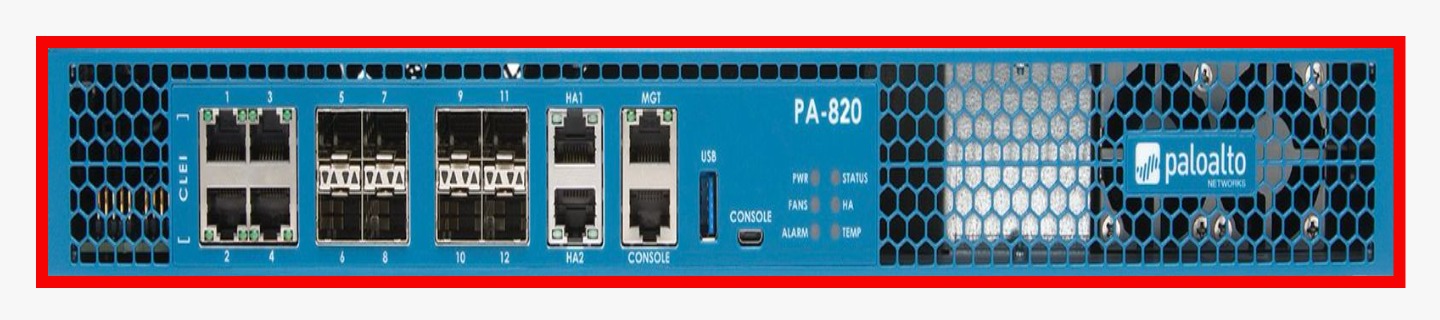 1 3 5 7 9 11 HA1 MGT
PA-820
CLEI
USB
paloalto
NETWORKS
PWR STATUS
FANS HA
CONSOLE
ALARM TEMP
2 4 6 8 10 12 HA2 CONSOLE